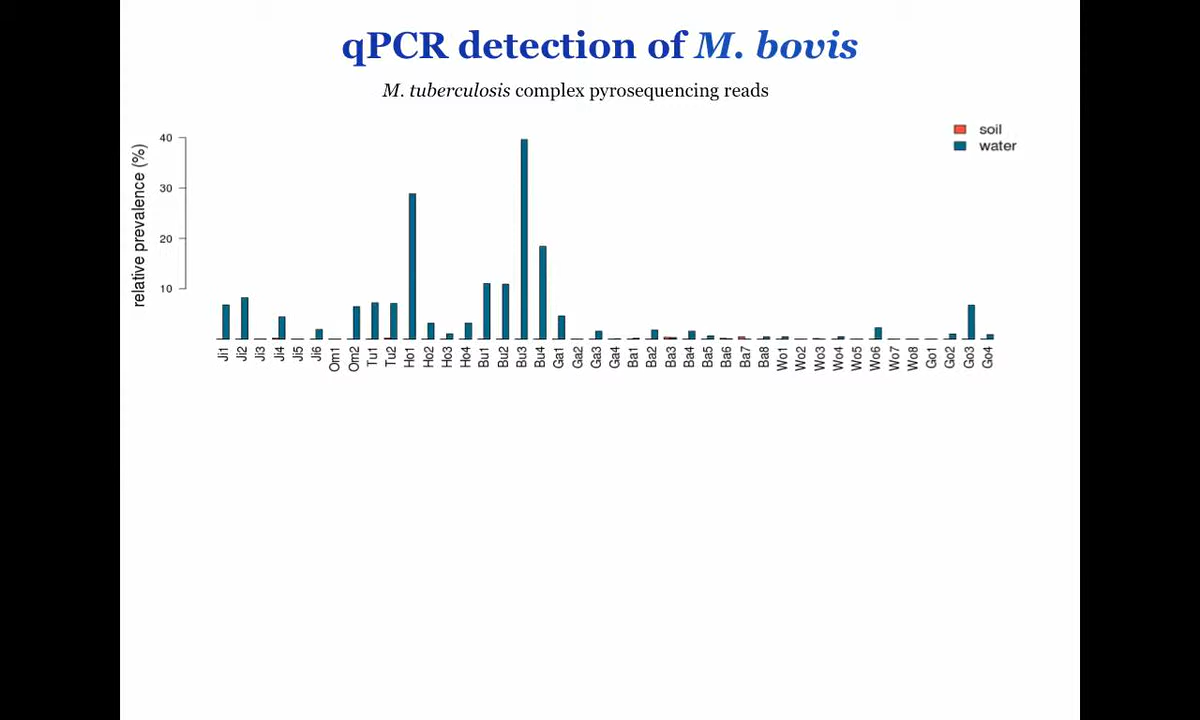 qPCR detection of M. bovis
M. tuberculosis complex pyrosequencing reads
soil
water
relative prevalence (%)
40
30
20
10
Ji1 Ji2 Ji3 Ji4 Ji5 Ji6 Om1 Om2 Tu1 Tu2 Ho1 Ho2 Ho3 Ho4 Bu1 Bu2 Bu3 Bu4 Ga1 Ga2 Ga3 Ga4 Ba1 Ba2 Ba3 Ba4 Ba5 Ba6 Ba7 Ba8 Wo1 Wo2 Wo3 Wo4 Wo5 Wo6 Wo7 Wo8 Go1 Go2 Go3 Go4